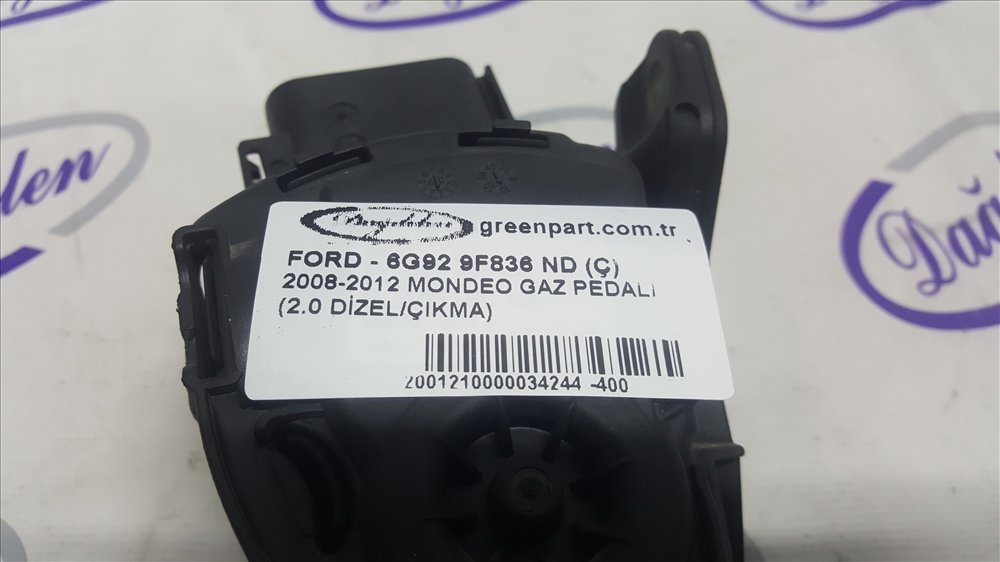 greenpart.com.tr
FORD - 6G92 9F836 ND (Ç)
2008-2012 MONDEO GAZ PEDALI
(2.0 DİZEL/ÇIKMA)
2001210000034244 -400